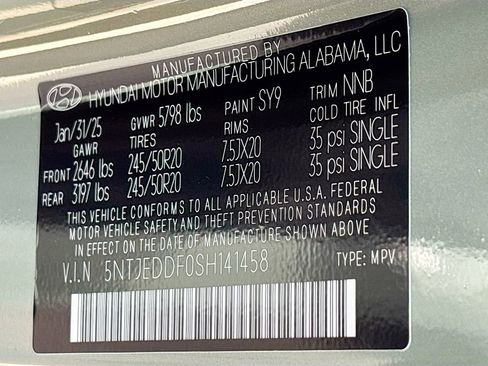 MANUFACTURED BY
HYUNDAI MOTOR MANUFACTURING ALABAMA, LLC
Jan/31/25 GVWR 5798 lbs PAINT SY9 TRIM NNB
GAWR TIRES RIMS COLD TIRE INFL
FRONT 2646 lbs 245/50R20 7.5JX20 35 psi SINGLE
REAR 3197 lbs 245/50R20 7.5JX20 35 psi SINGLE
THIS VEHICLE CONFORMS TO ALL APPLICABLE U.S.A. FEDERAL
MOTOR VEHICLE SAFETY AND THEFT PREVENTION STANDARDS
IN EFFECT ON THE DATE OF MANUFACTURE SHOWN ABOVE
V.I.N 5NTJEDDF0SH141458 TYPE: MPV